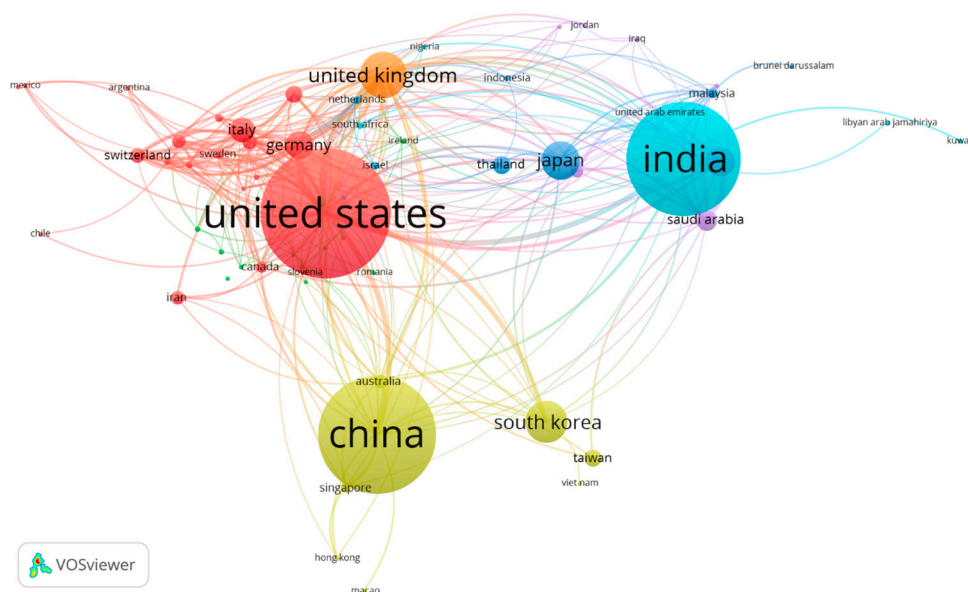 jordan
iraq
nigeria
united kingdom
indonesia
brunei darussalam
mexico
argentina
netherlands
malaysia
united arab emirates
south africa
libyan arab jamahiriya
italy
germany
ireland
kuwa
switzerland
sweden
israel
thailand
japan
india
united states
saudi arabia
chile
canada
slovenia
romania
iran
australia
china
south korea
taiwan
singapore
viet nam
hong kong
macao
VOSviewer